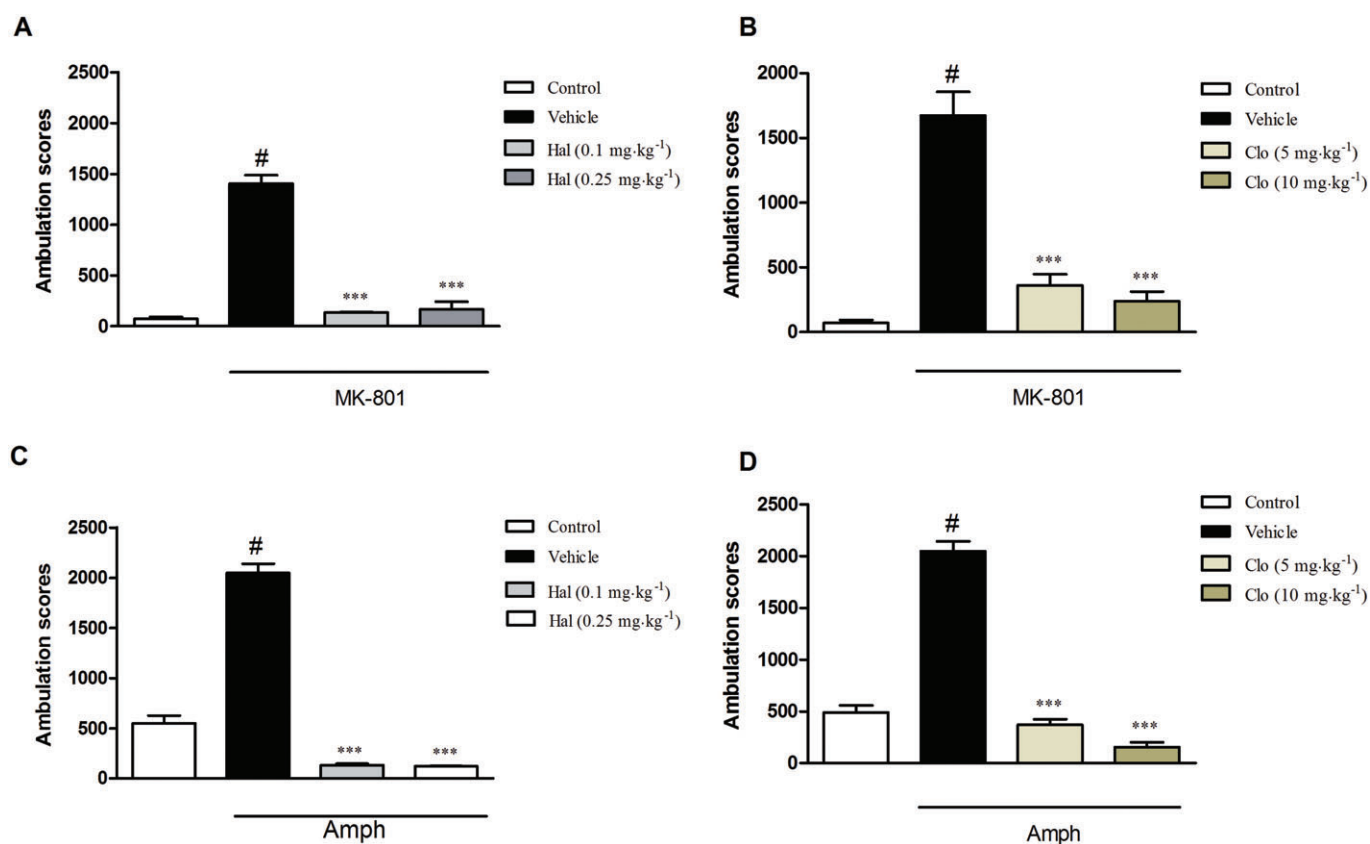 A
Ambulation scores
2500
2000
1500
1000
500
0
#
***
***
MK-801
Control
Vehicle
Hal (0.1 mg·kg⁻¹)
Hal (0.25 mg·kg⁻¹)
B
Ambulation scores
2000
1500
1000
500
0
#
***
***
MK-801
Control
Vehicle
Clo (5 mg·kg⁻¹)
Clo (10 mg·kg⁻¹)
C
Ambulation scores
2500
2000
1500
1000
500
0
#
***
***
Amph
Control
Vehicle
Hal (0.1 mg·kg⁻¹)
Hal (0.25 mg·kg⁻¹)
D
Ambulation scores
2500
2000
1500
1000
500
0
#
***
***
Amph
Control
Vehicle
Clo (5 mg·kg⁻¹)
Clo (10 mg·kg⁻¹)